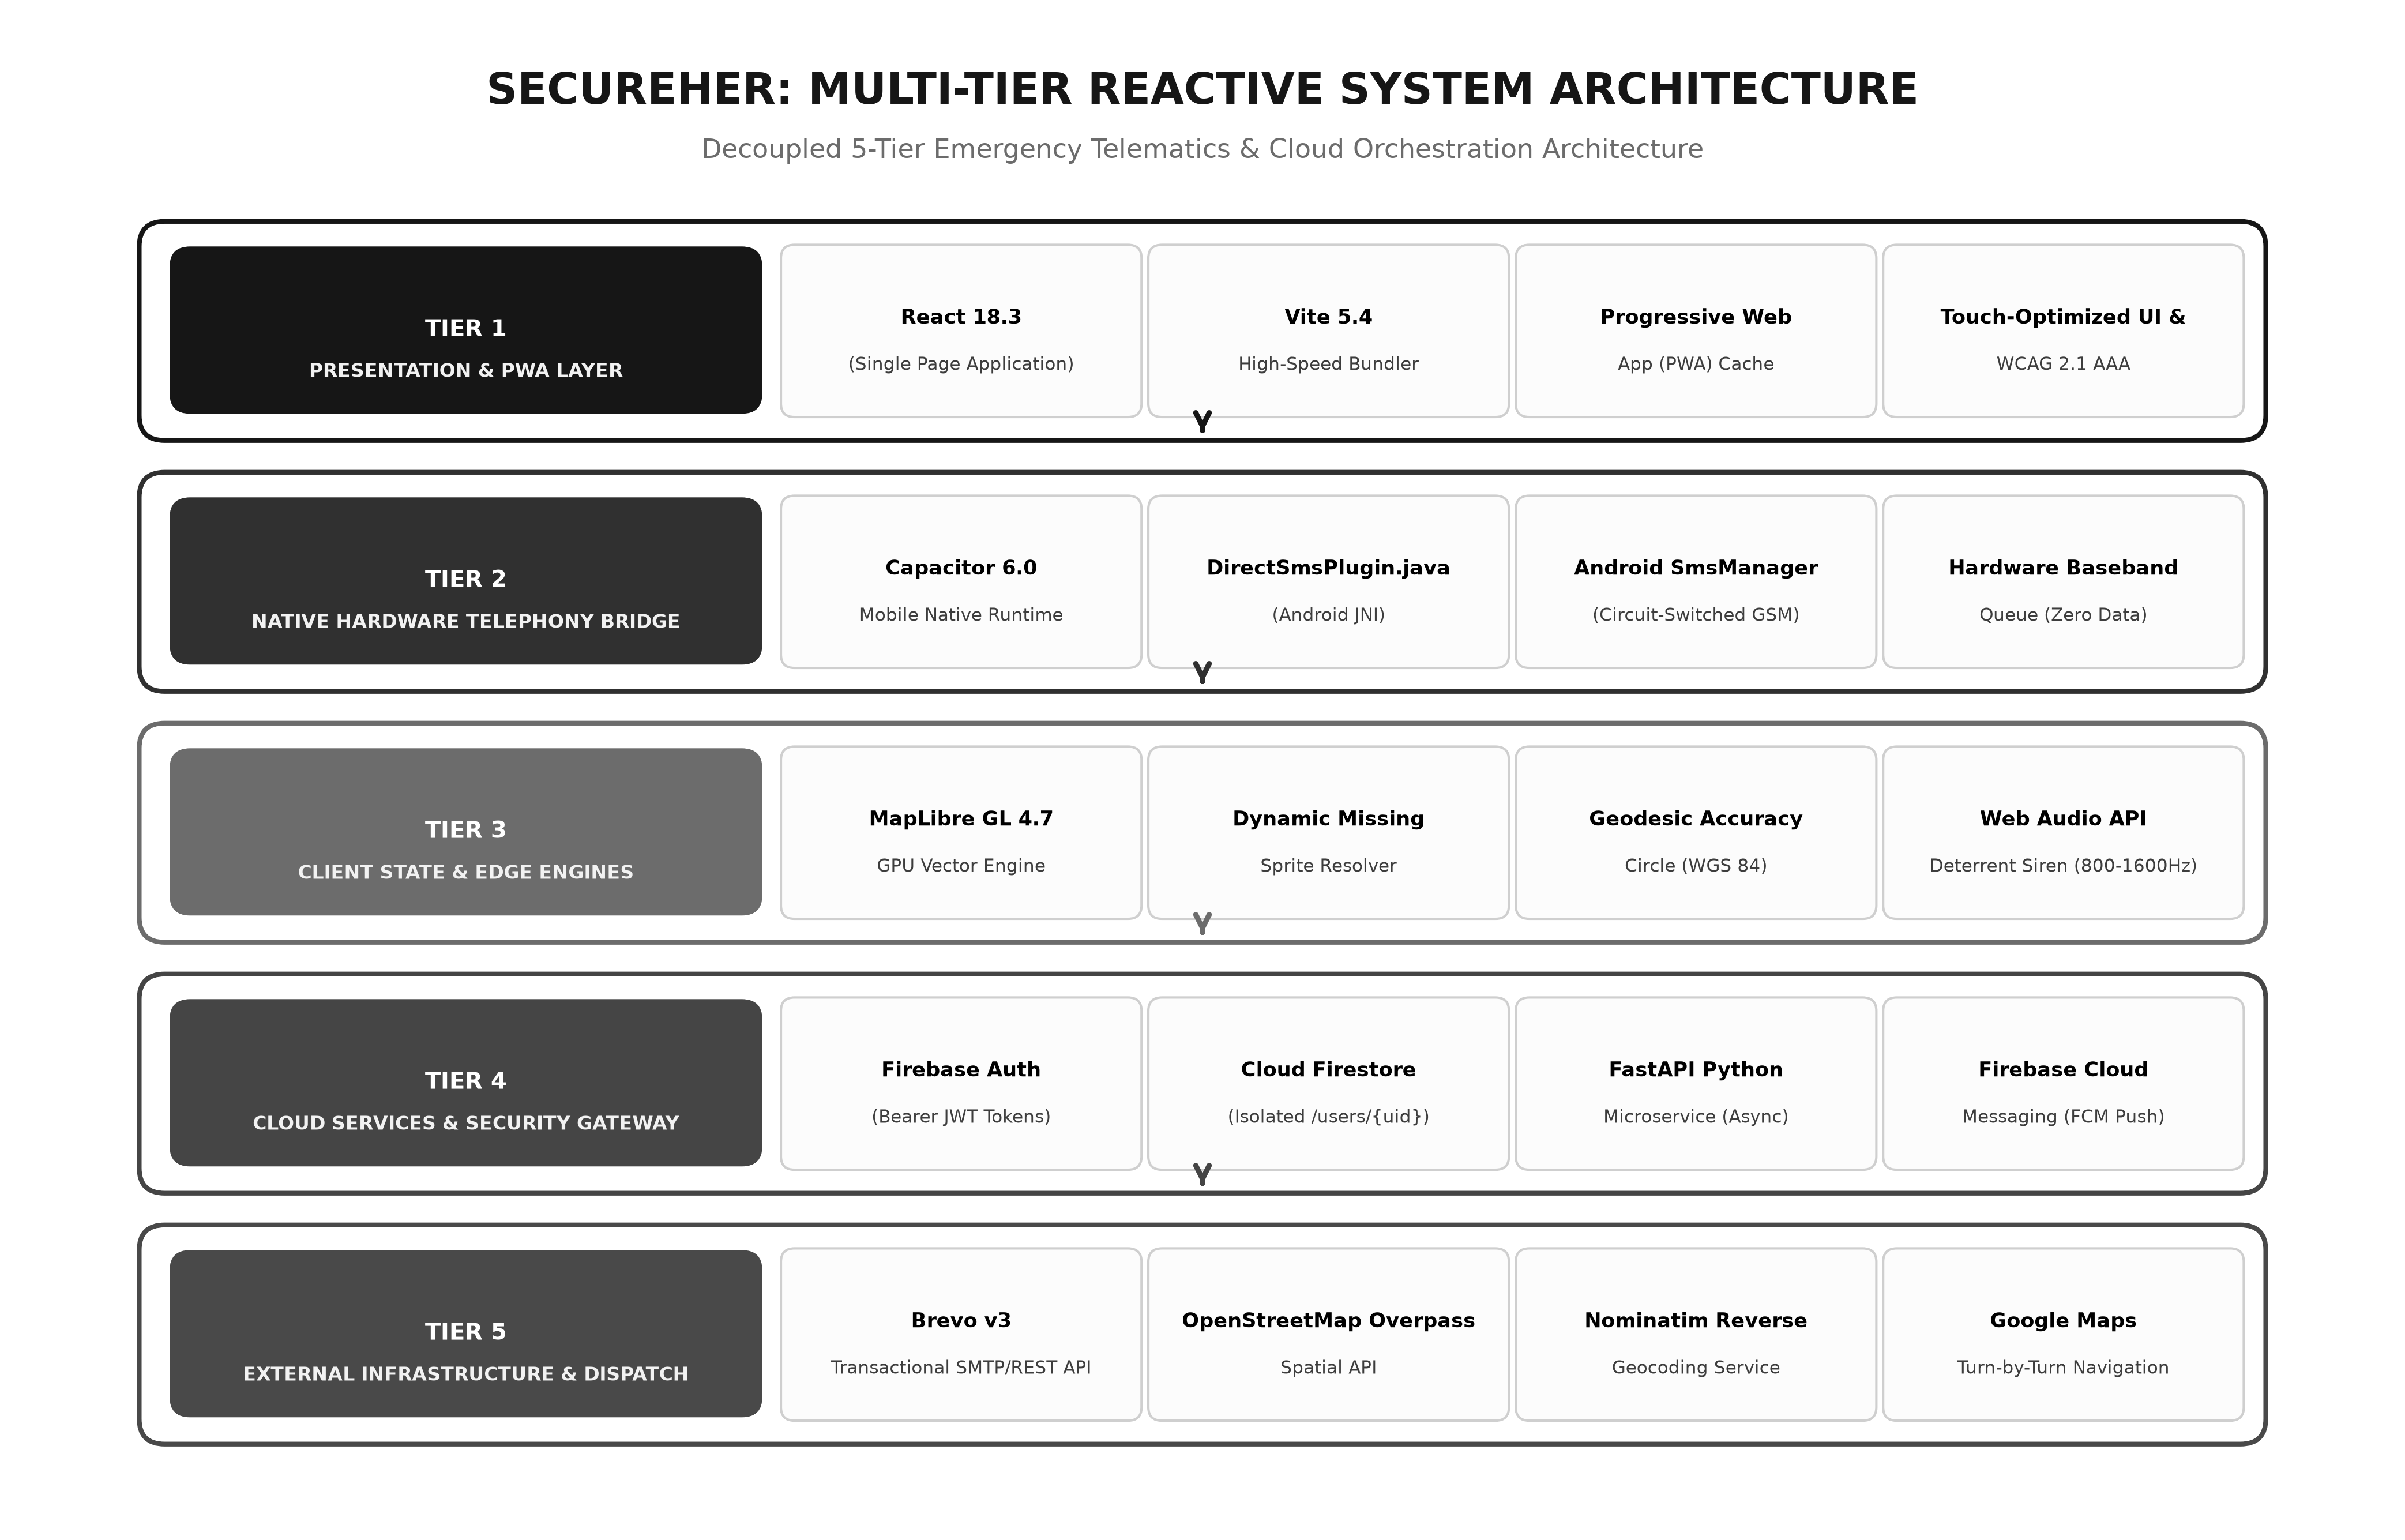 SECUREHER: MULTI-TIER REACTIVE SYSTEM ARCHITECTURE
Decoupled 5-Tier Emergency Telematics & Cloud Orchestration Architecture
TIER 1
PRESENTATION & PWA LAYER
React 18.3
(Single Page Application)
Vite 5.4
High-Speed Bundler
Progressive Web
App (PWA) Cache
Touch-Optimized UI &
WCAG 2.1 AAA
TIER 2
NATIVE HARDWARE TELEPHONY BRIDGE
Capacitor 6.0
Mobile Native Runtime
DirectSmsPlugin.java
(Android JNI)
Android SmsManager
(Circuit-Switched GSM)
Hardware Baseband
Queue (Zero Data)
TIER 3
CLIENT STATE & EDGE ENGINES
MapLibre GL 4.7
GPU Vector Engine
Dynamic Missing
Sprite Resolver
Geodesic Accuracy
Circle (WGS 84)
Web Audio API
Deterrent Siren (800-1600Hz)
TIER 4
CLOUD SERVICES & SECURITY GATEWAY
Firebase Auth
(Bearer JWT Tokens)
Cloud Firestore
(Isolated /users/{uid})
FastAPI Python
Microservice (Async)
Firebase Cloud
Messaging (FCM Push)
TIER 5
EXTERNAL INFRASTRUCTURE & DISPATCH
Brevo v3
Transactional SMTP/REST API
OpenStreetMap Overpass
Spatial API
Nominatim Reverse
Geocoding Service
Google Maps
Turn-by-Turn Navigation